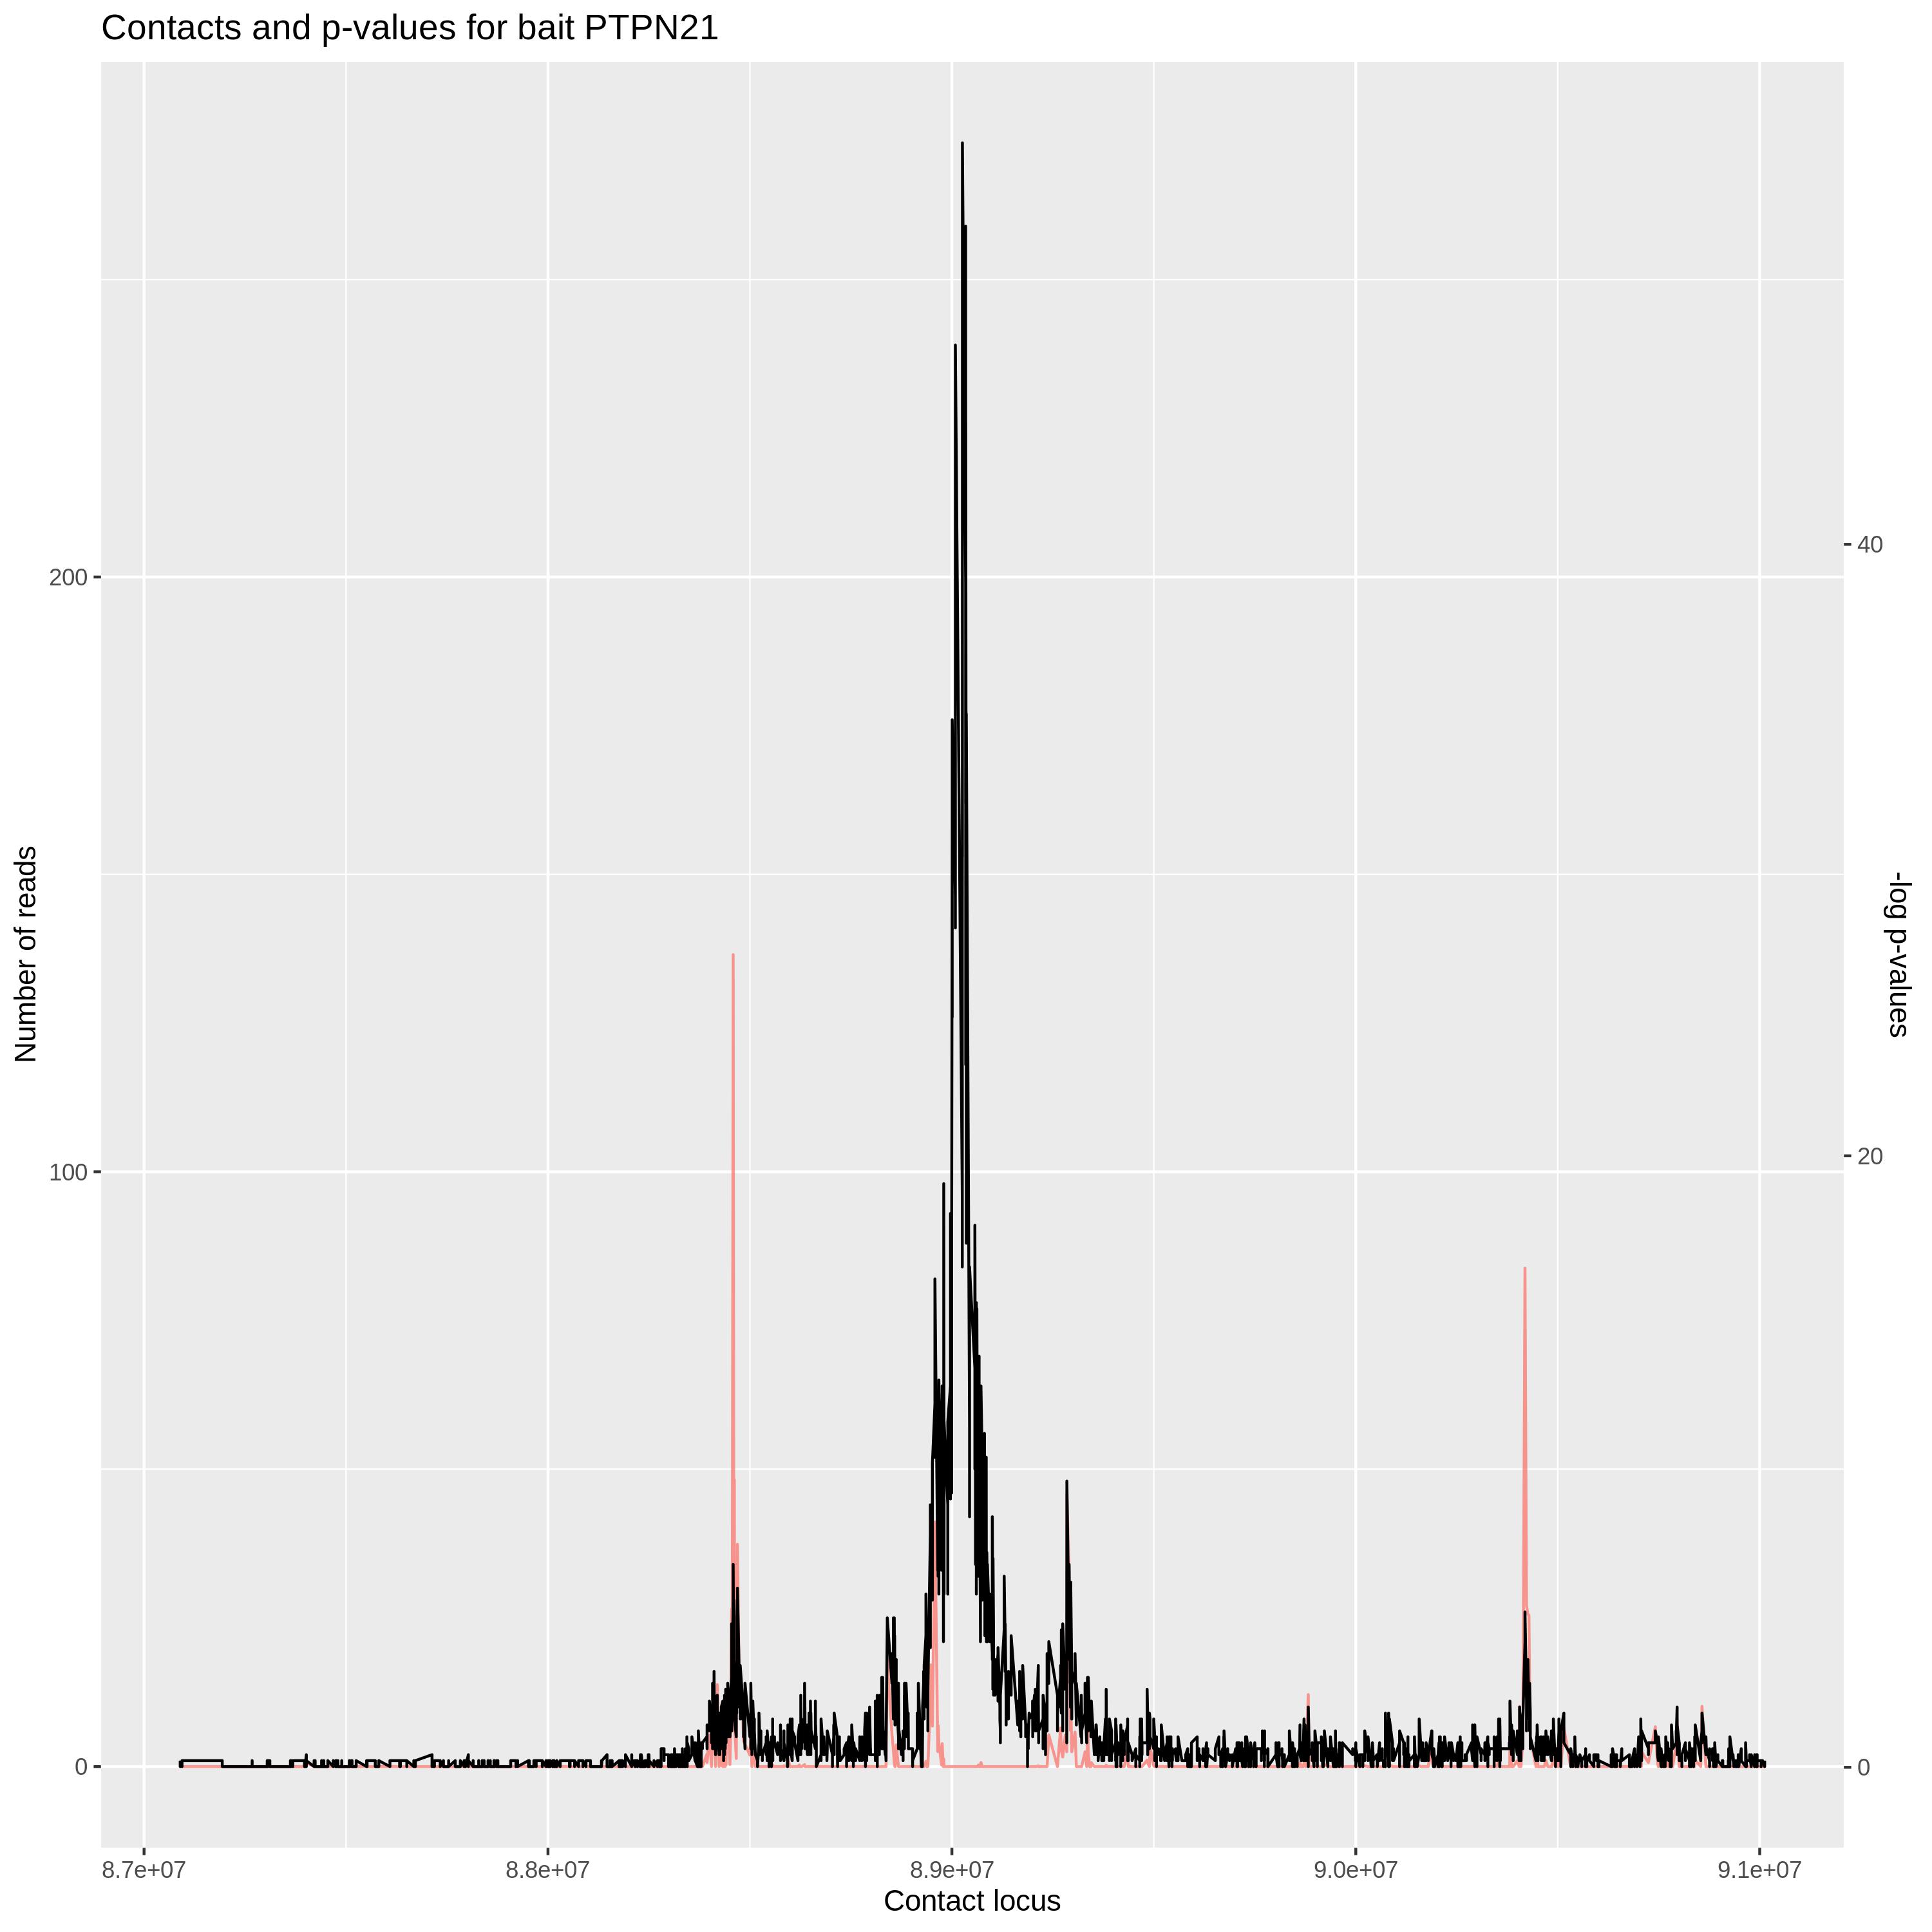 Contacts and p-values for bait PTPN21
Number of reads
200
100
0
40
20
0
-log p-values
8.7e+07 8.8e+07 8.9e+07 9.0e+07 9.1e+07
Contact locus